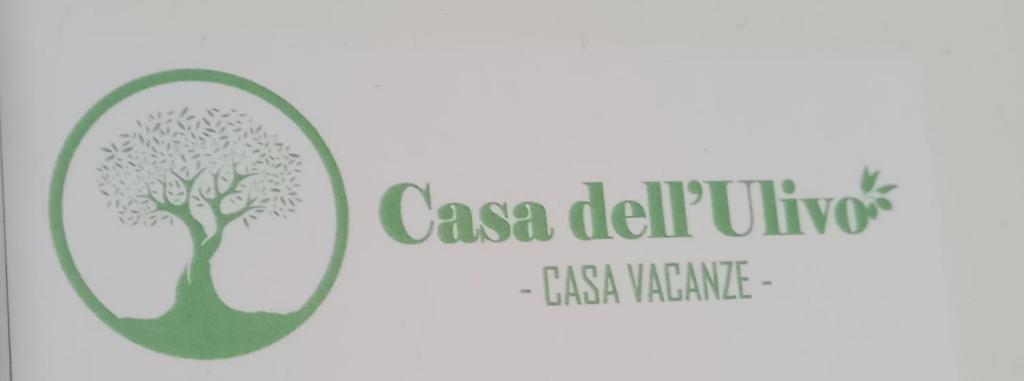 Casa dell'Ulivo
- CASA VACANZE -